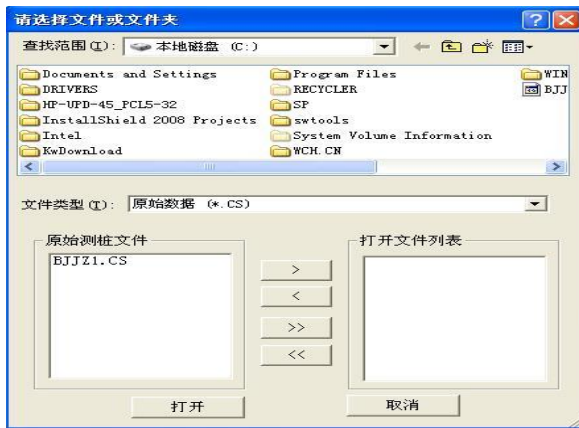 请选择文件或文件夹
查找范围(I): 本地磁盘 (C:)
Documents and Settings
DRIVERS
HP-UPD-45_PCL5-32
InstallShield 2008 Projects
Intel
KwDownload
Program Files
RECYCLER
SP
swtools
System Volume Information
WCH.CN
WIN
BJJ
文件类型(T): 原始数据 (*.CS)
原始测桩文件
BJJZ1.CS
>
<
>>
<<
打开文件列表
打开
取消